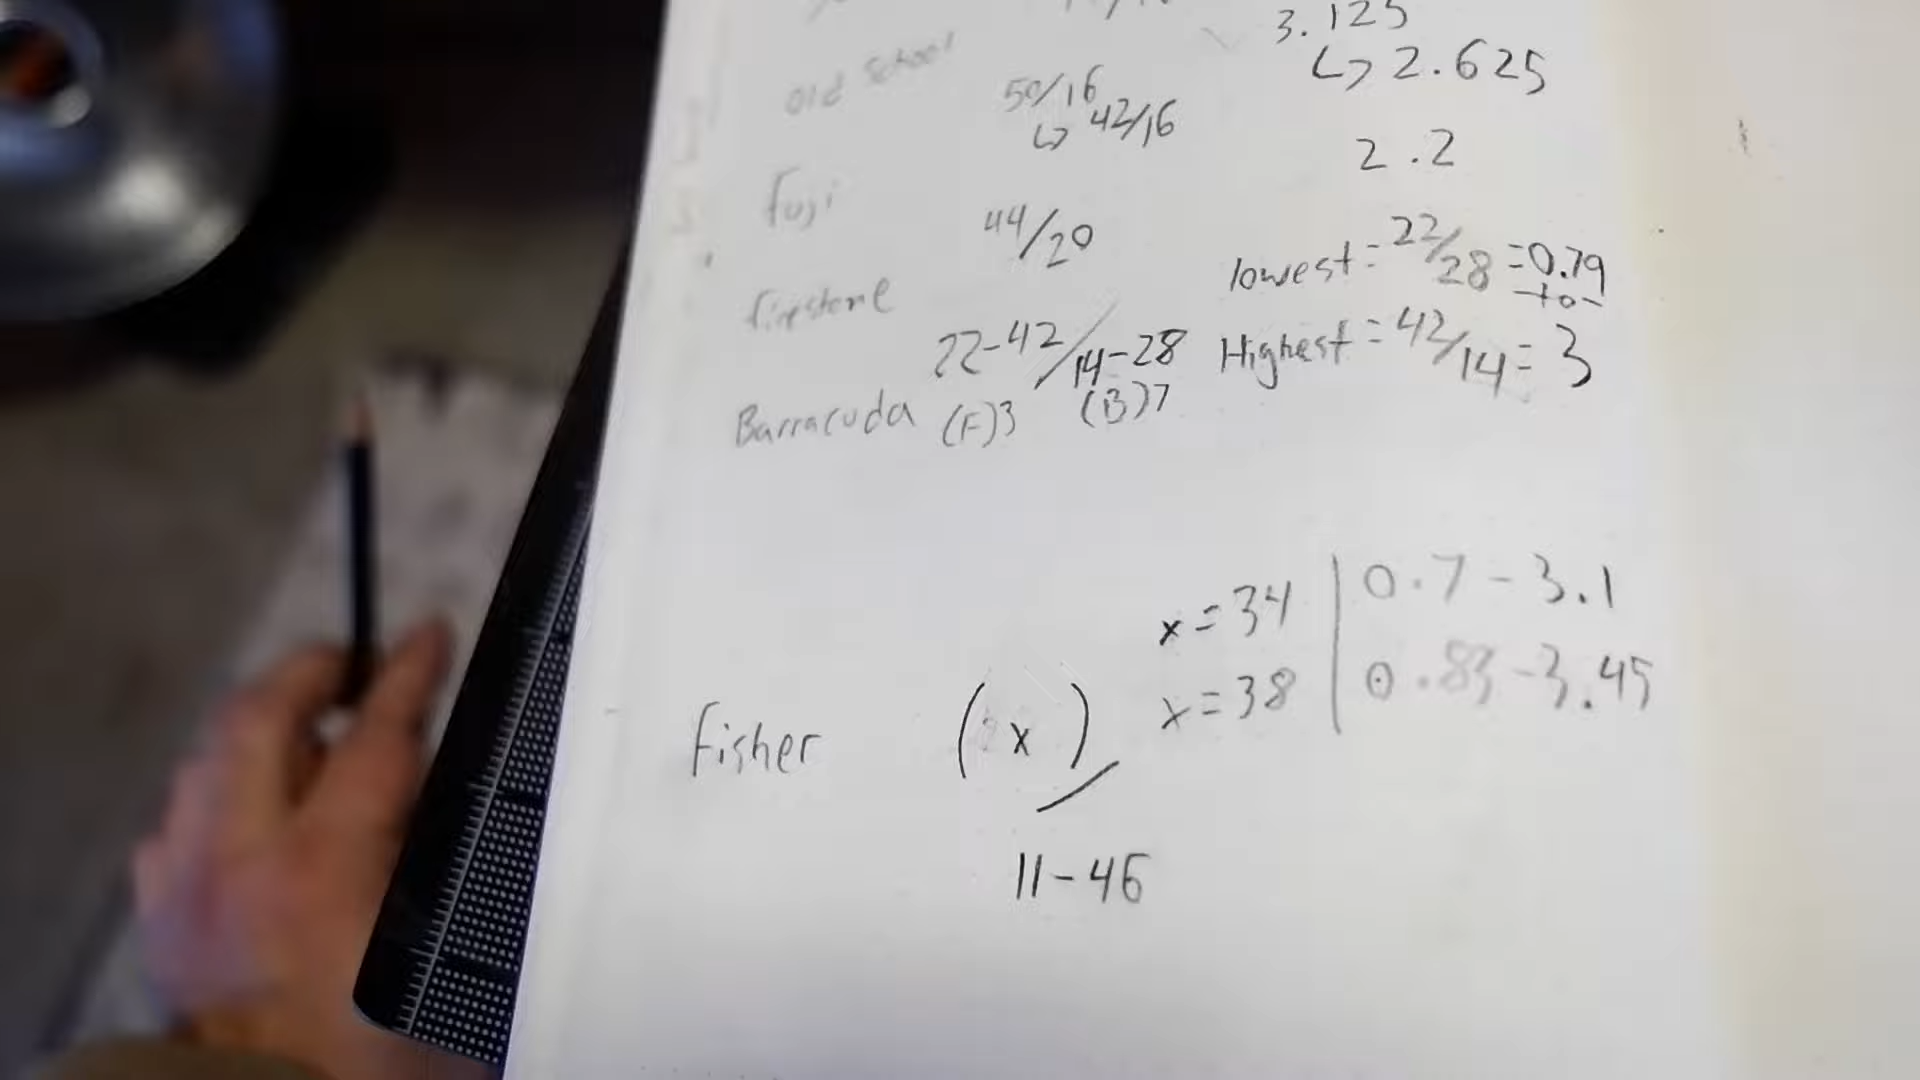 3.125
↳ 2.625
Old School 50/16
↳ 42/16
2.2
Fuji 44/20
lowest = 22/28 = 0.79
-to-
Firestone 22-42/14-28 Highest = 42/14 = 3
Barracuda (F)3 (B)7
x = 34 | 0.7 - 3.1
x = 38 | 0.83 - 3.45
Fisher (x)/
11-46